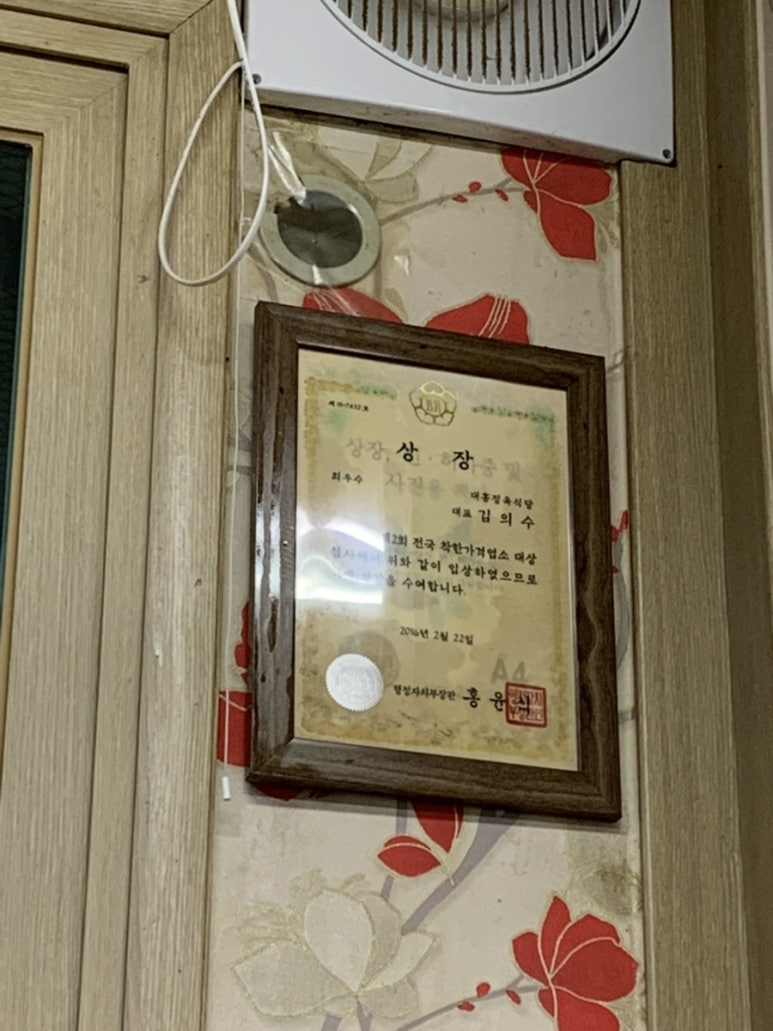 상 장
최우수
대흥정육식당
대표 김 의 수
제2회 전국 착한가격업소 대상
위와 같이 입상하였으므로
을 수여합니다.
2016년 2월 22일
행정자치부장관 홍 윤 식
A4